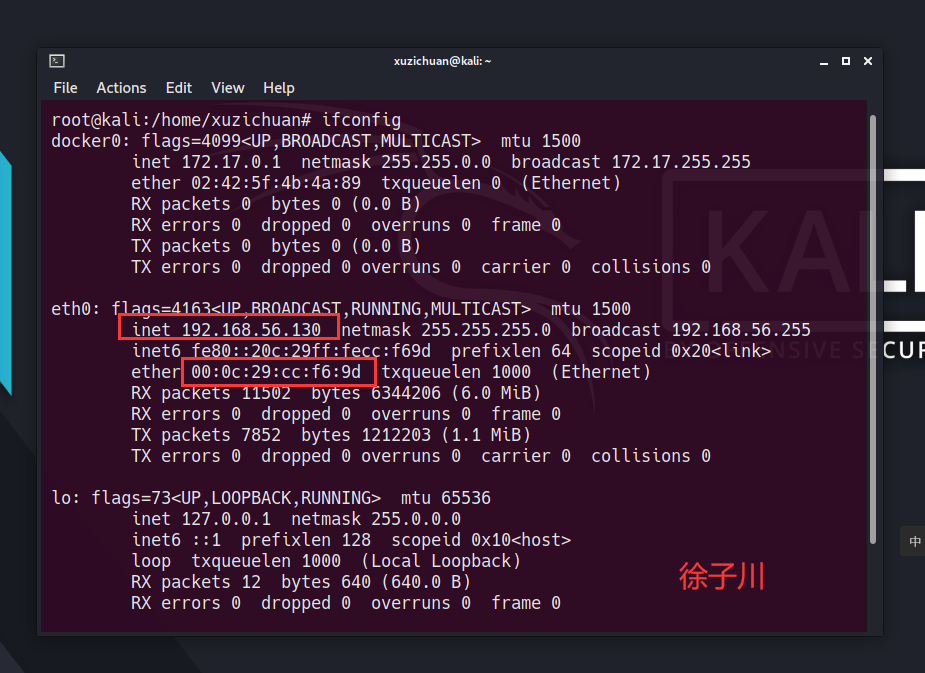 xuzichuan@kali: ~
File Actions Edit View Help
root@kali:/home/xuzichuan# ifconfig
docker0: flags=4099<UP,BROADCAST,MULTICAST>  mtu 1500
        inet 172.17.0.1  netmask 255.255.0.0  broadcast 172.17.255.255
        ether 02:42:5f:4b:4a:89  txqueuelen 0  (Ethernet)
        RX packets 0  bytes 0 (0.0 B)
        RX errors 0  dropped 0  overruns 0  frame 0
        TX packets 0  bytes 0 (0.0 B)
        TX errors 0  dropped 0 overruns 0  carrier 0  collisions 0
eth0: flags=4163<UP,BROADCAST,RUNNING,MULTICAST>  mtu 1500
        inet 192.168.56.130  netmask 255.255.255.0  broadcast 192.168.56.255
        inet6 fe80::20c:29ff:fecc:f69d  prefixlen 64  scopeid 0x20<link>
        ether 00:0c:29:cc:f6:9d  txqueuelen 1000  (Ethernet)
        RX packets 11502  bytes 6344206 (6.0 MiB)
        RX errors 0  dropped 0  overruns 0  frame 0
        TX packets 7852  bytes 1212203 (1.1 MiB)
        TX errors 0  dropped 0 overruns 0  carrier 0  collisions 0
lo: flags=73<UP,LOOPBACK,RUNNING>  mtu 65536
        inet 127.0.0.1  netmask 255.0.0.0
        inet6 ::1  prefixlen 128  scopeid 0x10<host>
        loop  txqueuelen 1000  (Local Loopback)
        RX packets 12  bytes 640 (640.0 B)
        RX errors 0  dropped 0  overruns 0  frame 0
徐子川
KALI
中